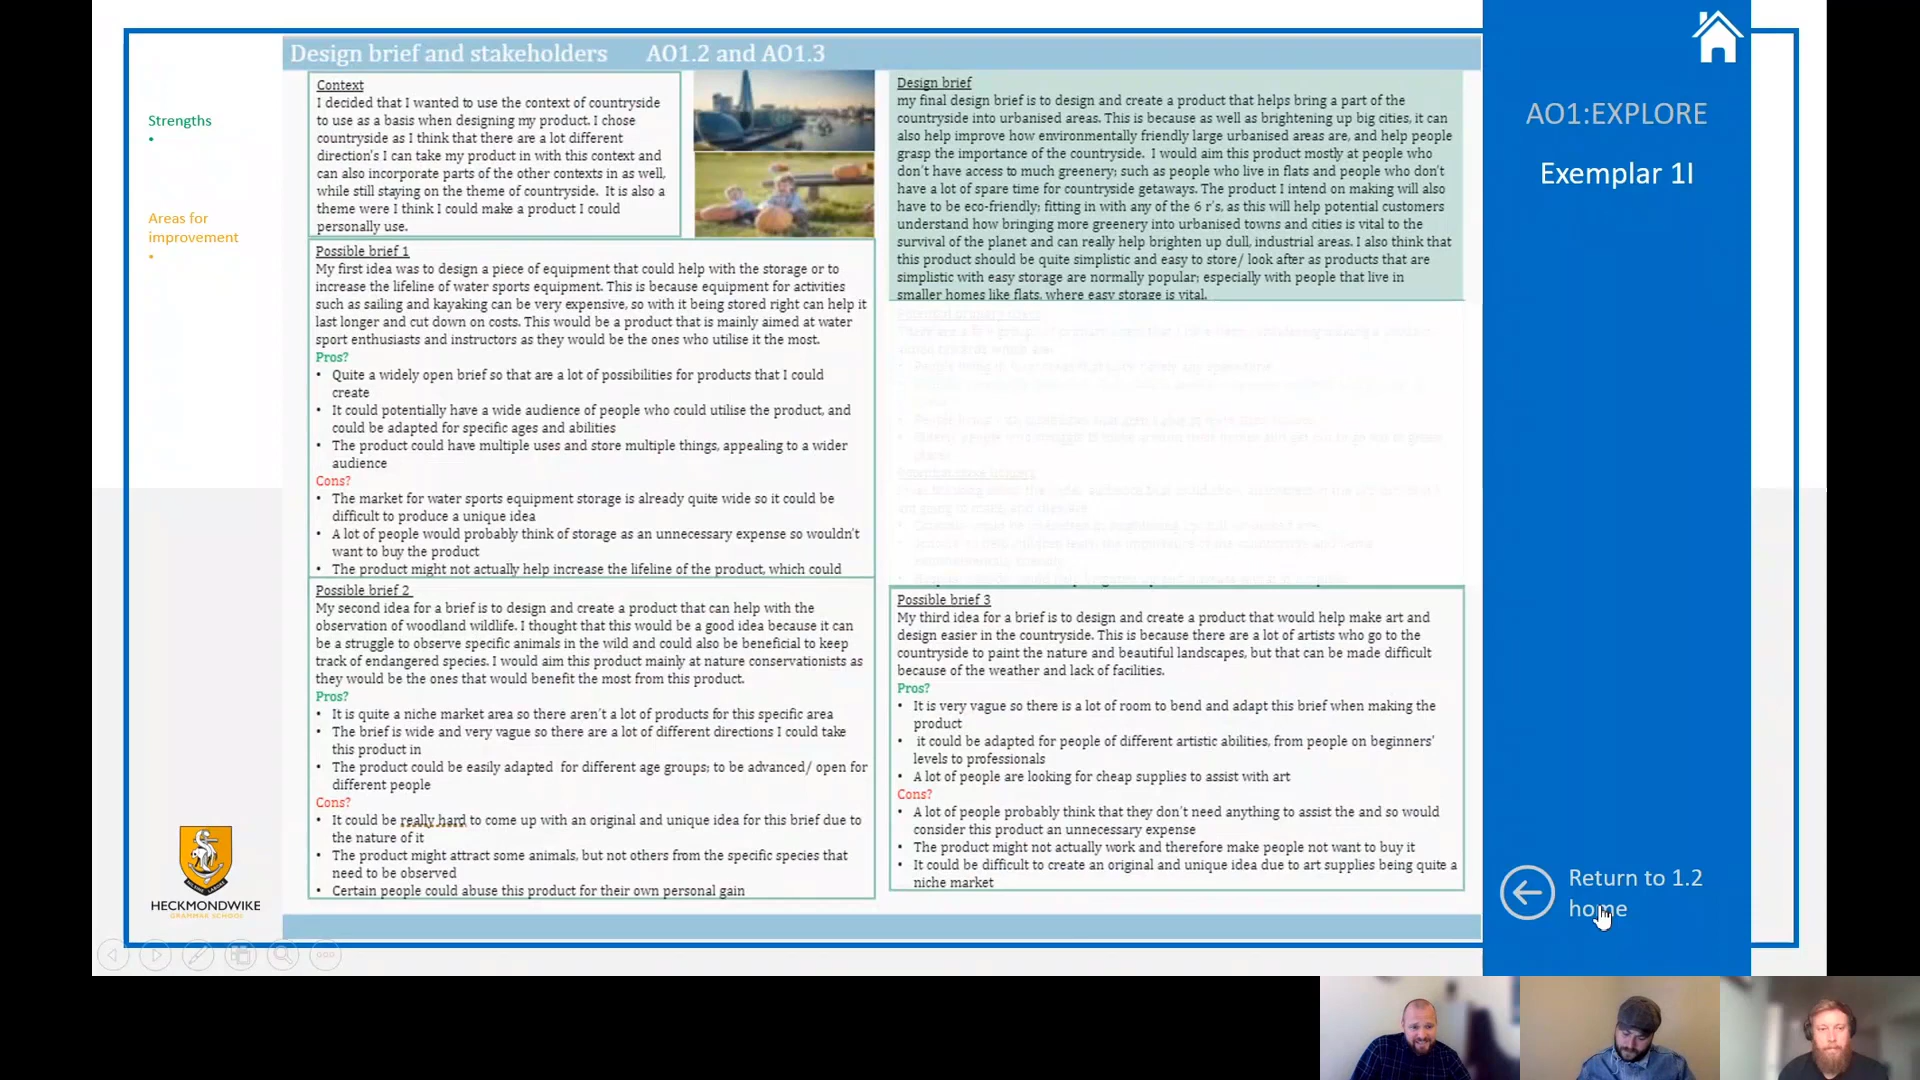 Design brief and stakeholders AO1.2 and AO1.3
Strengths
•
Areas for
improvement
•
Context
I decided that I wanted to use the context of countryside
to use as a basis when designing my product. I chose
countryside as I think that there are a lot different
direction's I can take my product in with this context and
can also incorporate parts of the other contexts in as well,
while still staying on the theme of countryside. It is also a
theme were I think I could make a product I could
personally use.
Possible brief 1
My first idea was to design a piece of equipment that could help with the storage or to
increase the lifeline of water sports equipment. This is because equipment for activities
such as sailing and kayaking can be very expensive, so with it being stored right can help it
last longer and cut down on costs. This would be a product that is mainly aimed at water
sport enthusiasts and instructors as they would be the ones who utilise it the most.
Pros?
• Quite a widely open brief so that are a lot of possibilities for products that I could
create
• It could potentially have a wide audience of people who could utilise the product, and
could be adapted for specific ages and abilities
• The product could have multiple uses and store multiple things, appealing to a wider
audience
Cons?
• The market for water sports equipment storage is already quite wide so it could be
difficult to produce a unique idea
• A lot of people would probably think of storage as an unnecessary expense so wouldn't
want to buy the product
• The product might not actually help increase the lifeline of the product, which could
Possible brief 2
My second idea for a brief is to design and create a product that can help with the
observation of woodland wildlife. I thought that this would be a good idea because it can
be a struggle to observe specific animals in the wild and could also be beneficial to keep
track of endangered species. I would aim this product mainly at nature conservationists as
they would be the ones that would benefit the most from this product.
Pros?
• It is quite a niche market area so there aren't a lot of products for this specific area
• The brief is wide and very vague so there are a lot of different directions I could take
this product in
• The product could be easily adapted for different age groups; to be advanced/ open for
different people
Cons?
• It could be really hard to come up with an original and unique idea for this brief due to
the nature of it
• The product might attract some animals, but not others from the specific species that
need to be observed
• Certain people could abuse this product for their own personal gain
Design brief
my final design brief is to design and create a product that helps bring a part of the
countryside into urbanised areas. This is because as well as brightening up big cities, it can
also help improve how environmentally friendly large urbanised areas are, and help people
grasp the importance of the countryside. I would aim this product mostly at people who
don't have access to much greenery; such as people who live in flats and people who don't
have a lot of spare time for countryside getaways. The product I intend on making will also
have to be eco-friendly; fitting in with any of the 6 r's, as this will help potential customers
understand how bringing more greenery into urbanised towns and cities is vital to the
survival of the planet and can really help brighten up dull, industrial areas. I also think that
this product should be quite simplistic and easy to store/ look after as products that are
simplistic with easy storage are normally popular; especially with people that live in
smaller homes like flats, where easy storage is vital.
Possible brief 3
My third idea for a brief is to design and create a product that would help make art and
design easier in the countryside. This is because there are a lot of artists who go to the
countryside to paint the nature and beautiful landscapes, but that can be made difficult
because of the weather and lack of facilities.
Pros?
• It is very vague so there is a lot of room to bend and adapt this brief when making the
product
• it could be adapted for people of different artistic abilities, from people on beginners'
levels to professionals
• A lot of people are looking for cheap supplies to assist with art
Cons?
• A lot of people probably think that they don't need anything to assist the and so would
consider this product an unnecessary expense
• The product might not actually work and therefore make people not want to buy it
• It could be difficult to create an original and unique idea due to art supplies being quite a
niche market
AO1:EXPLORE
Exemplar 1I
Return to 1.2
home
HECKMONDWIKE
GRAMMAR SCHOOL